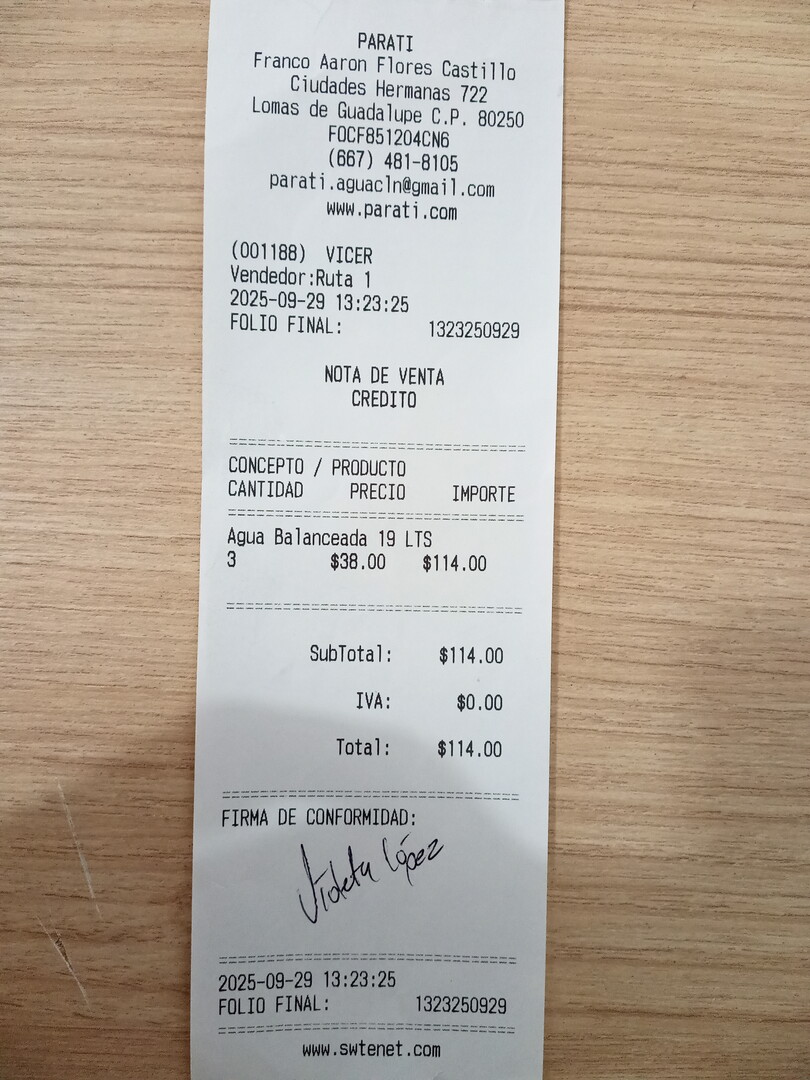 PARATI
Franco Aaron Flores Castillo
Ciudades Hermanas 722
Lomas de Guadalupe C.P. 80250
FOCF851204CN6
(667) 481-8105
parati.aguacln@gmail.com
www.parati.com
(001188) VICER
Vendedor:Ruta 1
2025-09-29 13:23:25
FOLIO FINAL: 1323250929
NOTA DE VENTA
CREDITO
CONCEPTO / PRODUCTO
CANTIDAD PRECIO IMPORTE
Agua Balanceada 19 LTS
3 $38.00 $114.00
SubTotal: $114.00
IVA: $0.00
Total: $114.00
FIRMA DE CONFORMIDAD:
Violeta López
2025-09-29 13:23:25
FOLIO FINAL: 1323250929
www.swtenet.com